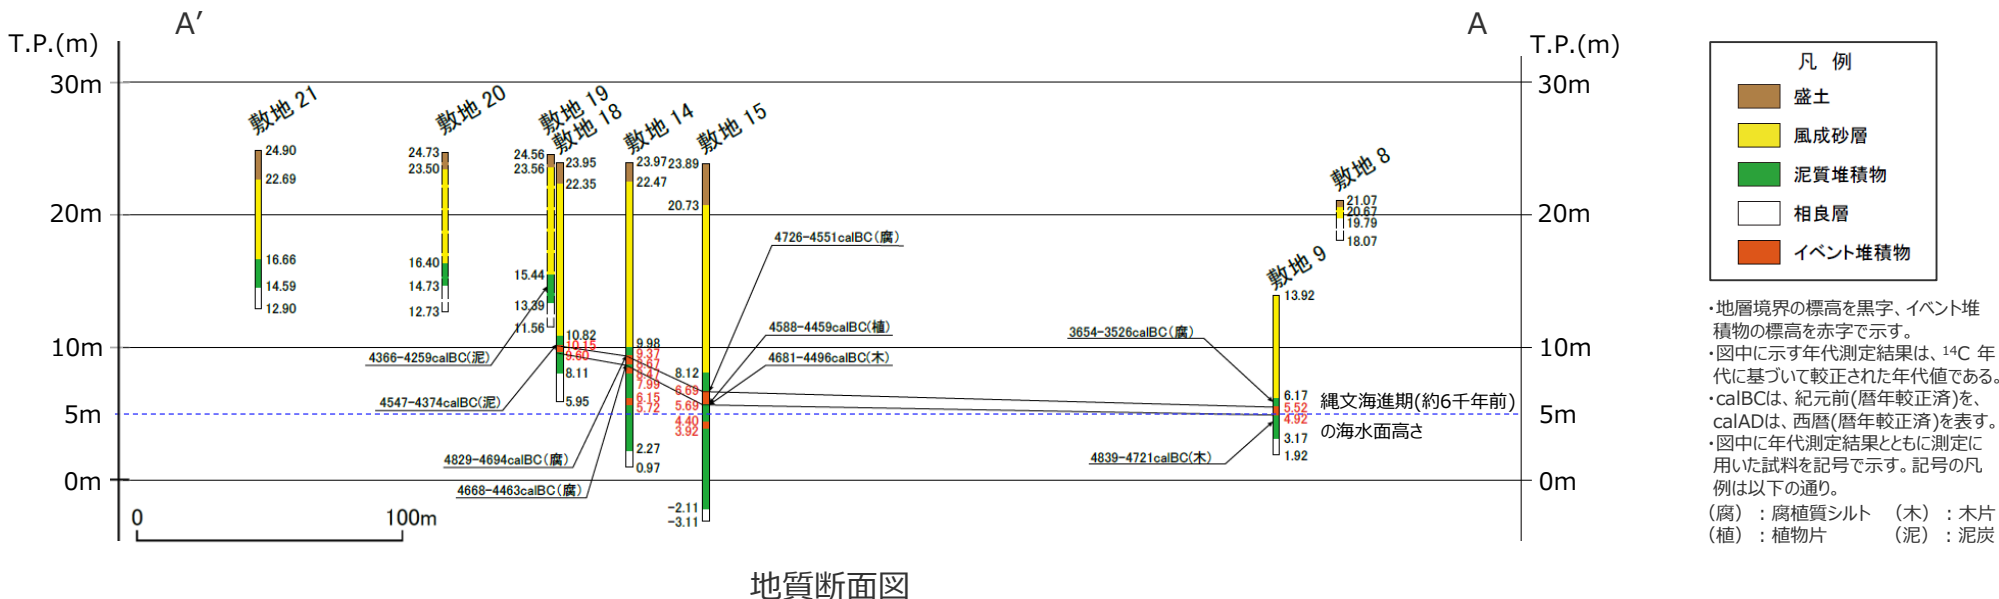 A′
A
T.P.(m)
T.P.(m)
30m
30m
20m
20m
10m
10m
5m
5m
0m
0m
敷地 21
24.90
22.69
16.66
14.59
12.90
敷地 20
24.73
23.50
16.40
14.73
12.73
敷地 19
24.56
23.56
15.44
13.39
11.56
敷地 18
23.95
22.35
10.82
10.15
9.60
8.11
5.95
敷地 14
23.97
22.47
9.98
9.37
8.67
8.47
7.99
6.15
5.72
2.27
0.97
敷地 15
23.89
20.73
8.12
6.69
5.69
4.40
3.92
-2.11
-3.11
敷地 8
21.07
20.67
19.79
18.07
敷地 9
13.92
6.17
5.52
4.92
3.17
1.92
4726-4551calBC(腐)
4588-4459calBC(植)
4681-4496calBC(木)
4366-4259calBC(泥)
4547-4374calBC(泥)
4829-4694calBC(腐)
4668-4463calBC(腐)
3654-3526calBC(腐)
4839-4721calBC(木)
縄文海進期(約6千年前)
の海水面高さ
0
100m
地質断面図
凡 例
盛土
風成砂層
泥質堆積物
相良層
イベント堆積物
・地層境界の標高を黒字、イベント堆
積物の標高を赤字で示す。
・図中に示す年代測定結果は、¹⁴C 年
代に基づいて較正された年代値である。
・calBCは、紀元前(暦年較正済)を、
calADは、西暦(暦年較正済)を表す。
・図中に年代測定結果とともに測定に
用いた試料を記号で示す。記号の凡
例は以下の通り。
(腐) : 腐植質シルト (木) : 木片
(植) : 植物片 (泥) : 泥炭